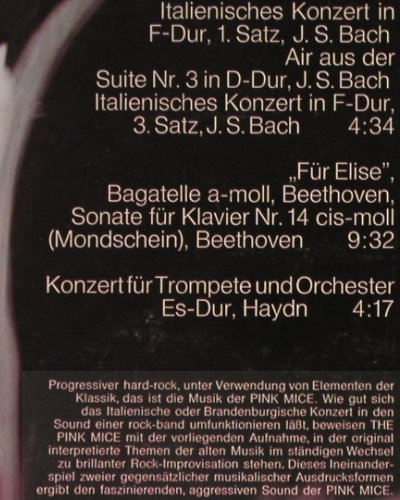 Italienisches Konzert in
F-Dur, 1. Satz, J. S. Bach
Air aus der
Suite Nr. 3 in D-Dur, J. S. Bach
Italienisches Konzert in F-Dur,
3. Satz, J. S. Bach 4:34
„Für Elise”,
Bagatelle a-moll, Beethoven,
Sonate für Klavier Nr. 14 cis-moll
(Mondschein), Beethoven 9:32
Konzert für Trompete und Orchester
Es-Dur, Haydn 4:17
Progressiver hard-rock, unter Verwendung von Elementen der
Klassik, das ist die Musik der PINK MICE. Wie gut sich
das Italienische oder Brandenburgische Konzert in den
Sound einer rock-band umfunktionieren läßt, beweisen THE
PINK MICE mit der vorliegenden Aufnahme, in der original
interpretierte Themen der alten Musik im ständigen Wechsel
zu brillanter Rock-Improvisation stehen. Dieses Ineinander-
spiel zweier gegensätzlicher musikalischer Ausdrucksformen
ergibt den faszinierenden, aggressiven Sound der PINK MICE.